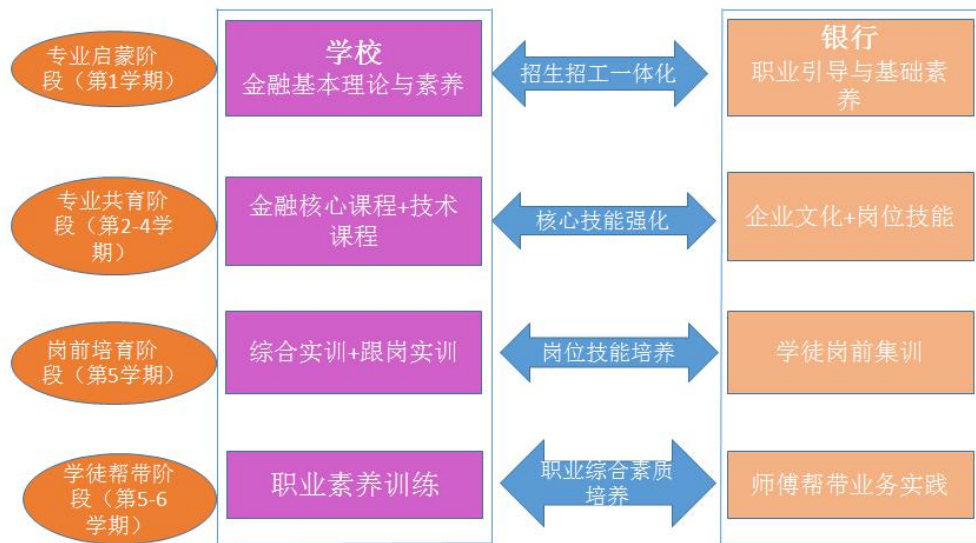 专业启蒙阶
段（第1学期）
学校
金融基本理论与素养
招生招工一体化
银行
职业引导与基础素
养
专业共育阶
段（第2-4学
期）
金融核心课程+技术
课程
核心技能强化
企业文化+岗位技能
岗前培育阶
段（第5学期）
综合实训+跟岗实训
岗位技能培养
学徒岗前集训
学徒帮带阶
段（第5-6
学期）
职业素养训练
职业综合素质
培养
师傅帮带业务实践